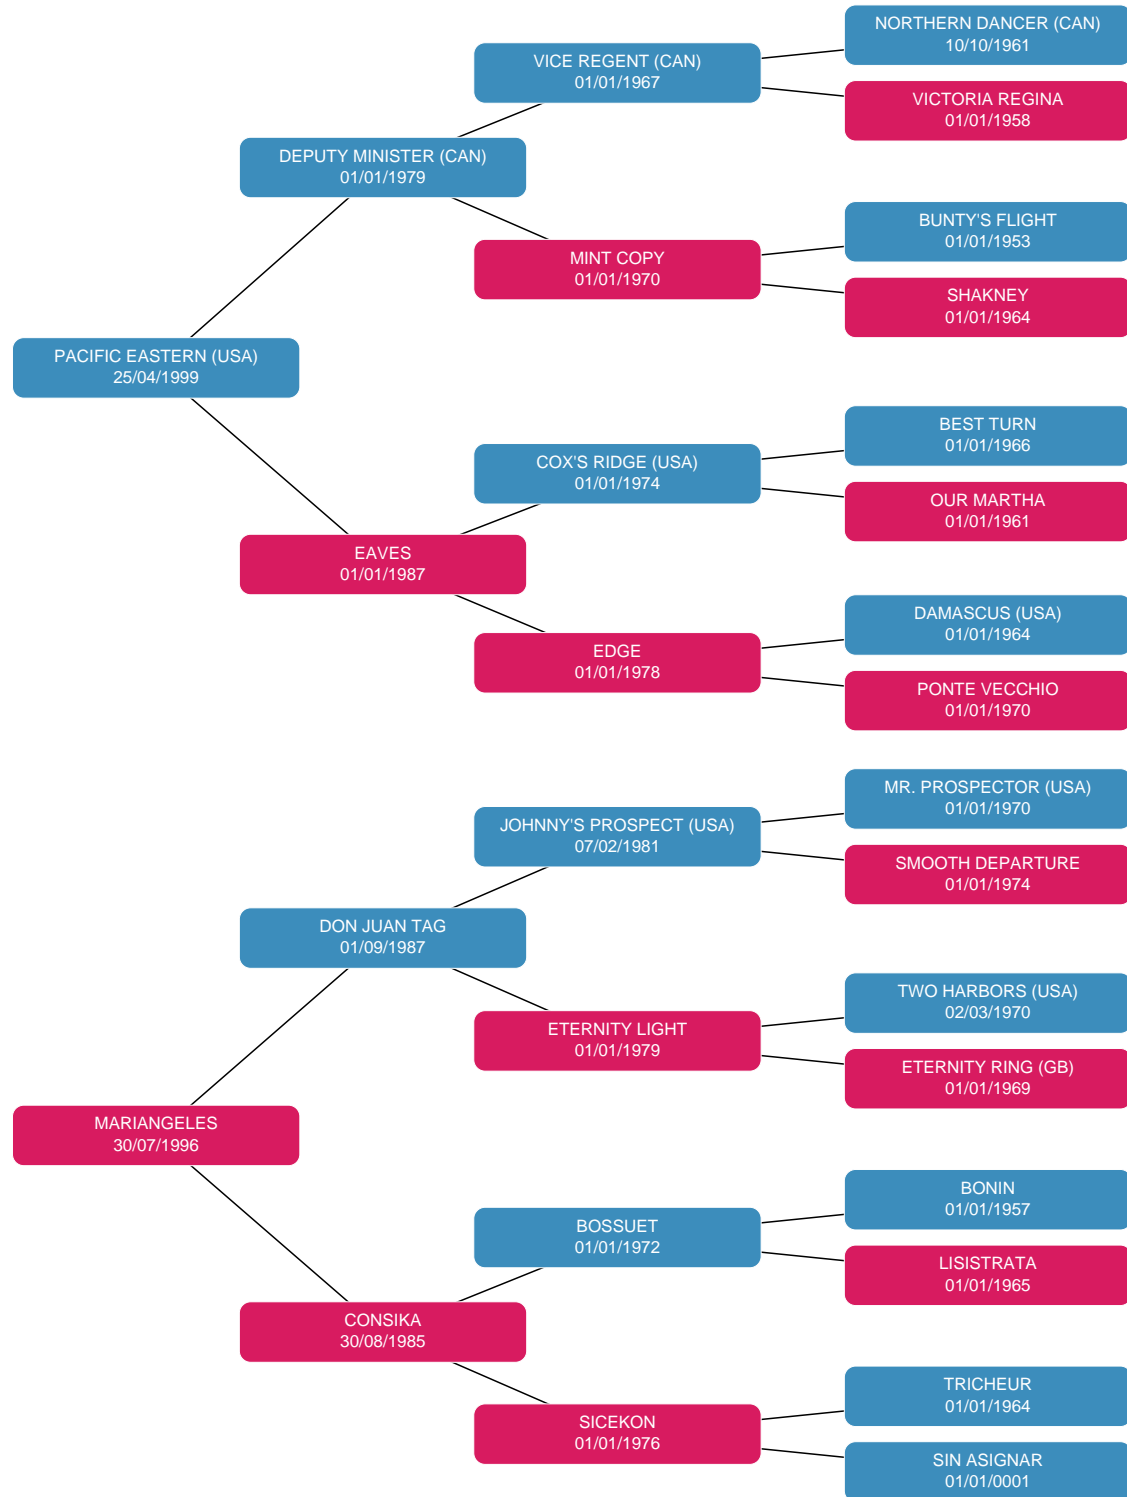 NORTHERN DANCER (CAN)
10/10/1961
VICE REGENT (CAN)
01/01/1967
VICTORIA REGINA
01/01/1958
DEPUTY MINISTER (CAN)
01/01/1979
BUNTY'S FLIGHT
01/01/1953
MINT COPY
01/01/1970
SHAKNEY
01/01/1964
PACIFIC EASTERN (USA)
25/04/1999
BEST TURN
01/01/1966
COX'S RIDGE (USA)
01/01/1974
OUR MARTHA
01/01/1961
EAVES
01/01/1987
DAMASCUS (USA)
01/01/1964
EDGE
01/01/1978
PONTE VECCHIO
01/01/1970
MR. PROSPECTOR (USA)
01/01/1970
JOHNNY'S PROSPECT (USA)
07/02/1981
SMOOTH DEPARTURE
01/01/1974
DON JUAN TAG
01/09/1987
TWO HARBORS (USA)
02/03/1970
ETERNITY LIGHT
01/01/1979
ETERNITY RING (GB)
01/01/1969
MARIANGELES
30/07/1996
BONIN
01/01/1957
BOSSUET
01/01/1972
LISISTRATA
01/01/1965
CONSIKA
30/08/1985
TRICHEUR
01/01/1964
SICEKON
01/01/1976
SIN ASIGNAR
01/01/0001